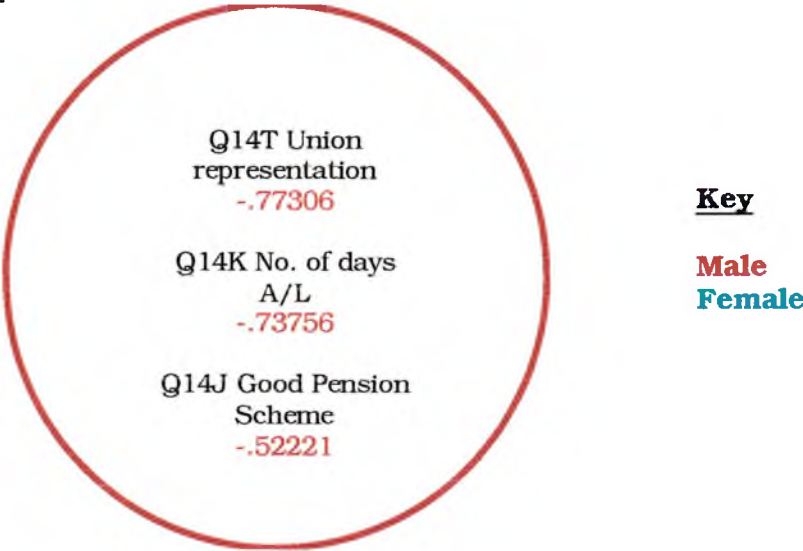 Q14T Union
representation
-.77306
Q14K No. of days
A/L
-.73756
Q14J Good Pension
Scheme
-.52221
Key
Male
Female